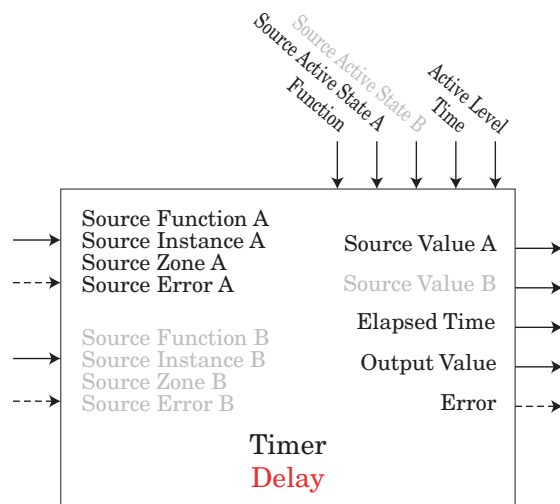 Function
Source Active State A
Source Active State B
Time
Active Level
Source Function A
Source Instance A
Source Zone A
Source Error A
Source Function B
Source Instance B
Source Zone B
Source Error B
Source Value A
Source Value B
Elapsed Time
Output Value
Error
Timer
Delay